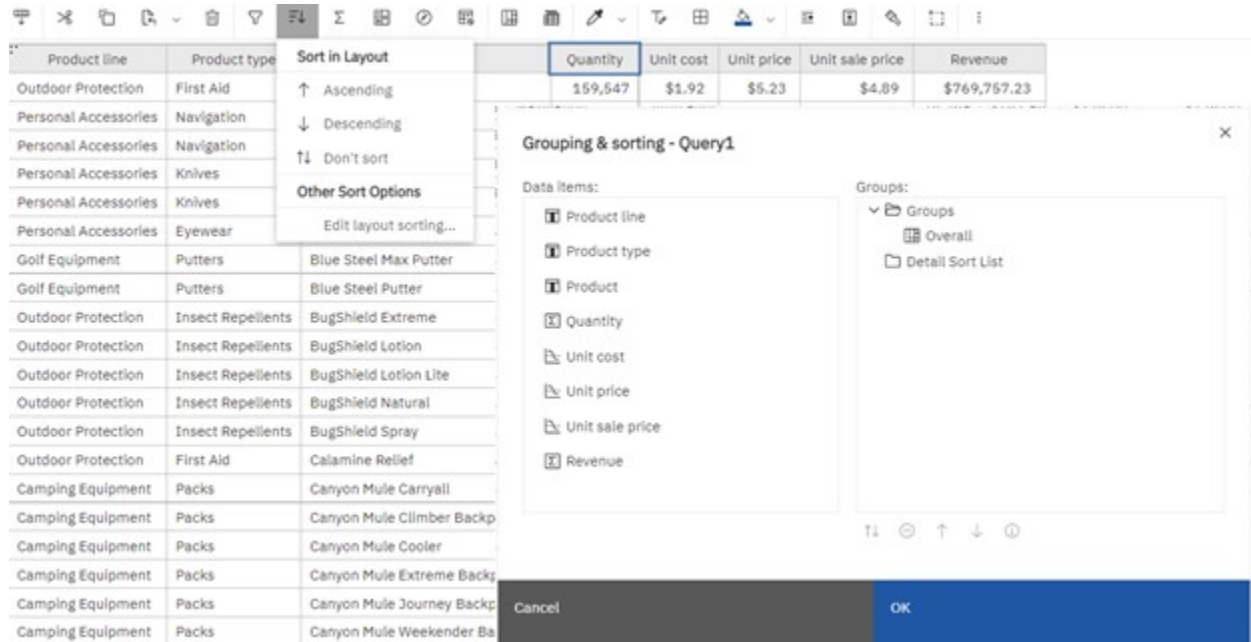 Product line Product type Quantity Unit cost Unit price Unit sale price Revenue
Sort in Layout
Ascending
Descending
Don't sort
Other Sort Options
Edit layout sorting...
Outdoor Protection First Aid 159,547 $1.92 $5.23 $4.89 $769,757.23
Personal Accessories Navigation
Personal Accessories Navigation
Personal Accessories Knives
Personal Accessories Knives
Personal Accessories Eyewear
Golf Equipment Putters Blue Steel Max Putter
Golf Equipment Putters Blue Steel Putter
Outdoor Protection Insect Repellents BugShield Extreme
Outdoor Protection Insect Repellents BugShield Lotion
Outdoor Protection Insect Repellents BugShield Lotion Lite
Outdoor Protection Insect Repellents BugShield Natural
Outdoor Protection Insect Repellents BugShield Spray
Outdoor Protection First Aid Calamine Relief
Camping Equipment Packs Canyon Mule Carryall
Camping Equipment Packs Canyon Mule Climber Backp
Camping Equipment Packs Canyon Mule Cooler
Camping Equipment Packs Canyon Mule Extreme Backp
Camping Equipment Packs Canyon Mule Journey Backp
Camping Equipment Packs Canyon Mule Weekender Ba
Grouping & sorting - Query1
Data items:
Product line
Product type
Product
Quantity
Unit cost
Unit price
Unit sale price
Revenue
Groups:
Groups
Overall
Detail Sort List
Cancel
OK